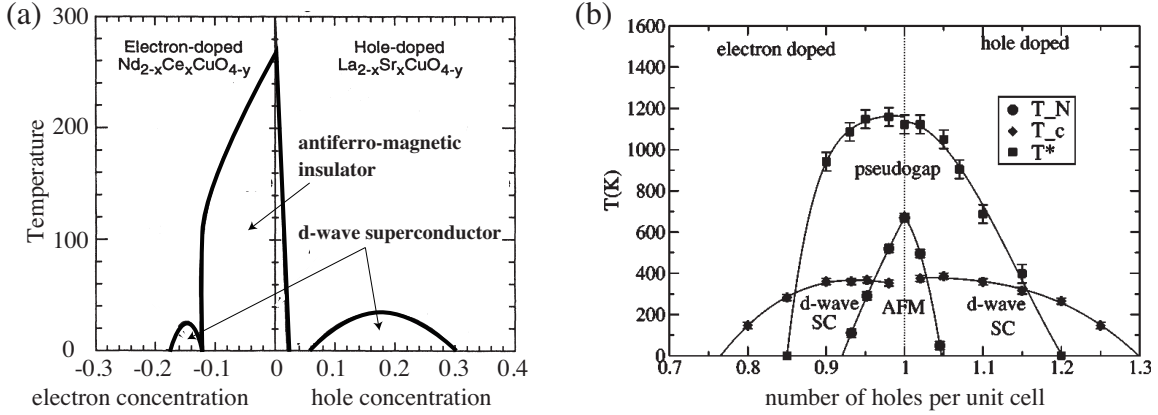 (a)
300
200
100
0
Temperature
Electron-doped
Nd2-xCexCuO4-y
Hole-doped
La2-xSrxCuO4-y
antiferro-magnetic
insulator
d-wave superconductor
-0.3 -0.2 -0.1 0 0.1 0.2 0.3 0.4
electron concentration hole concentration
(b)
1600
1400
1200
1000
800
600
400
200
0
T(K)
electron doped
hole doped
T_N
T_c
T*
pseudogap
d-wave
SC
AFM
d-wave
SC
0.7 0.8 0.9 1 1.1 1.2 1.3
number of holes per unit cell